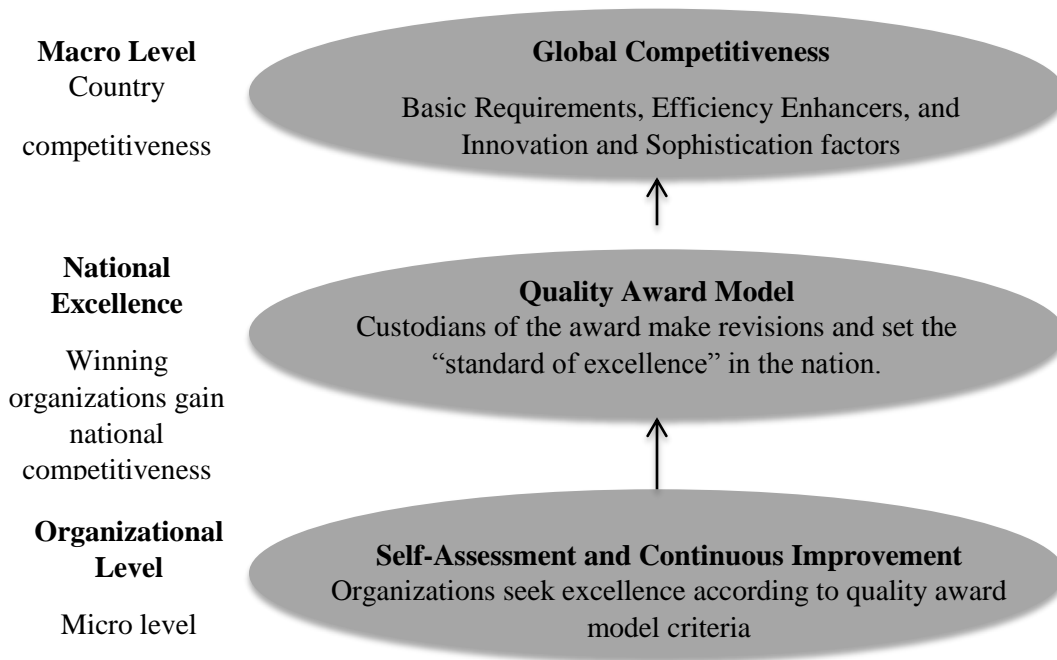 Macro Level
Country
competitiveness
Global Competitiveness
Basic Requirements, Efficiency Enhancers, and
Innovation and Sophistication factors
National
Excellence
Winning
organizations gain
national
competitiveness
Quality Award Model
Custodians of the award make revisions and set the
“standard of excellence” in the nation.
Organizational
Level
Micro level
Self-Assessment and Continuous Improvement
Organizations seek excellence according to quality award
model criteria